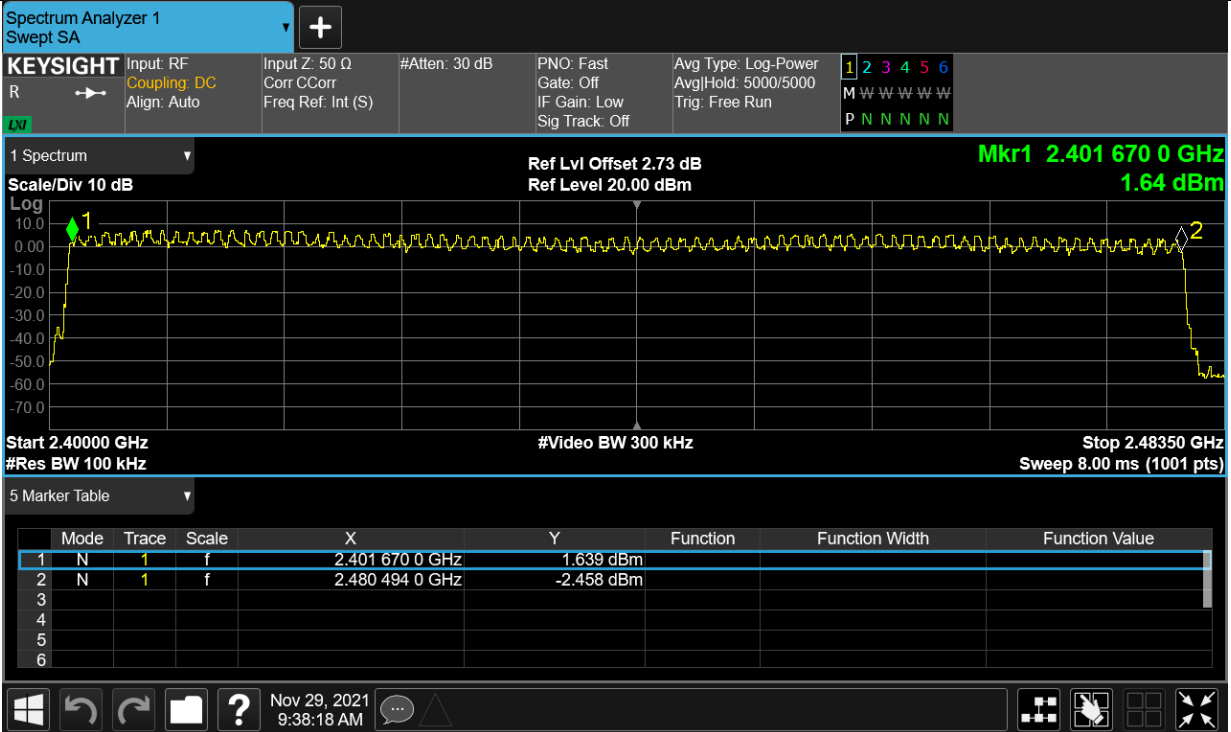 Spectrum Analyzer 1
Swept SA
KEYSIGHT Input: RF Input Z: 50 Ω #Atten: 30 dB PNO: Fast Avg Type: Log-Power 1 2 3 4 5 6
R Coupling: DC Corr CCorr Gate: Off Avg|Hold: 5000/5000 M W W W W W
Align: Auto Freq Ref: Int (S) IF Gain: Low Trig: Free Run P N N N N N
LXI Sig Track: Off
1 Spectrum Ref Lvl Offset 2.73 dB Mkr1 2.401 670 0 GHz
Scale/Div 10 dB Ref Level 20.00 dBm 1.64 dBm
Log
10.0 1 2
0.00
-10.0
-20.0
-30.0
-40.0
-50.0
-60.0
-70.0
Start 2.40000 GHz #Video BW 300 kHz Stop 2.48350 GHz
#Res BW 100 kHz Sweep 8.00 ms (1001 pts)
5 Marker Table
Mode Trace Scale X Y Function Function Width Function Value
1 N 1 f 2.401 670 0 GHz 1.639 dBm
2 N 1 f 2.480 494 0 GHz -2.458 dBm
3
4
5
6
? Nov 29, 2021
9:38:18 AM